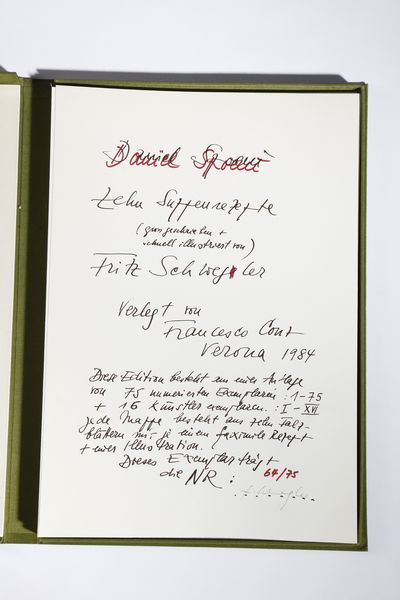 Daniel Spoerri
Zehn Suppenrezepte
(grossgeschrieben +
schnell illustriert von)
Fritz Schwegler
Verlegt von
Francesco Conz
Verona 1984
Diese Edition besteht aus einer Auflage
von 75 numerierten Exemplaren : 1-75
+ 16 Künstlerexemplaren. : I - XVI
jede Mappe besteht aus zehn Falz-
blättern mit je einem faximile Rezept
+ einer Illustration.
Dieses Exemplar trägt
die NR : 64/75